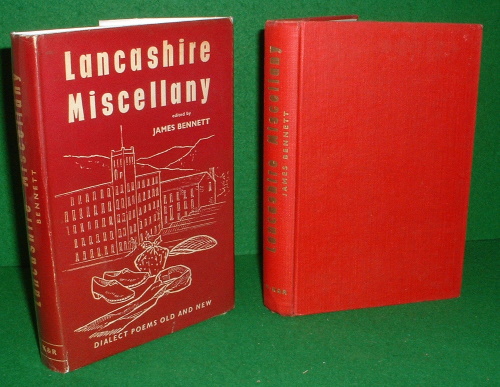 Lancashire
Miscellany
edited by
JAMES BENNETT
DIALECT POEMS OLD AND NEW
Lancashire Miscellany
BENNETT
Lancashire Miscellany
JAMES BENNETT